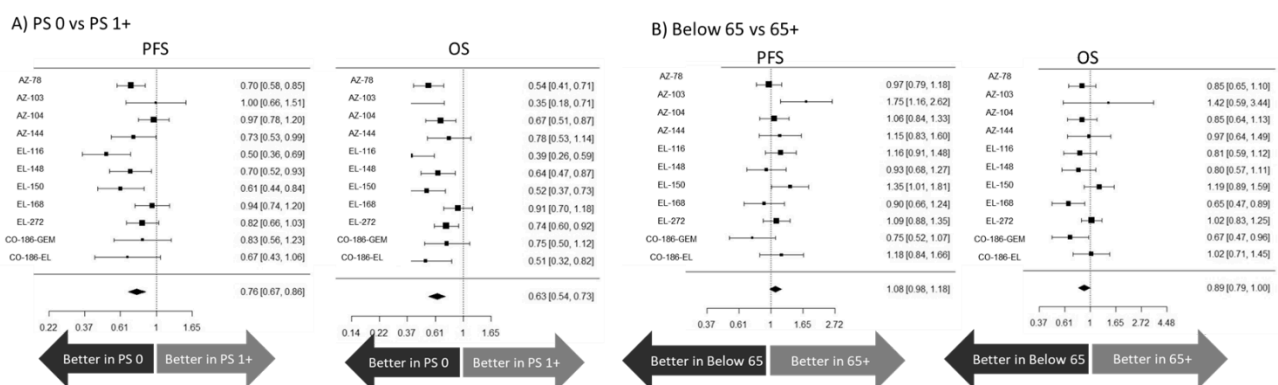 A) PS 0 vs PS 1+
PFS
AZ-78 0.70 [0.58, 0.85]
AZ-103 1.00 [0.66, 1.51]
AZ-104 0.97 [0.78, 1.20]
AZ-144 0.73 [0.53, 0.99]
EL-116 0.50 [0.36, 0.69]
EL-148 0.70 [0.52, 0.93]
EL-150 0.61 [0.44, 0.84]
EL-168 0.94 [0.74, 1.20]
EL-272 0.82 [0.66, 1.03]
CO-186-GEM 0.83 [0.56, 1.23]
CO-186-EL 0.67 [0.43, 1.06]
0.76 [0.67, 0.86]
0.22 0.37 0.61 1 1.65
Better in PS 0 Better in PS 1+
OS
AZ-78 0.54 [0.41, 0.71]
AZ-103 0.35 [0.18, 0.71]
AZ-104 0.67 [0.51, 0.87]
AZ-144 0.78 [0.53, 1.14]
EL-116 0.39 [0.26, 0.59]
EL-148 0.64 [0.47, 0.87]
EL-150 0.52 [0.37, 0.73]
EL-168 0.91 [0.70, 1.18]
EL-272 0.74 [0.60, 0.92]
CO-186-GEM 0.75 [0.50, 1.12]
CO-186-EL 0.51 [0.32, 0.82]
0.63 [0.54, 0.73]
0.14 0.22 0.37 0.61 1 1.65
Better in PS 0 Better in PS 1+
B) Below 65 vs 65+
PFS
AZ-78 0.97 [0.79, 1.18]
AZ-103 1.75 [1.16, 2.62]
AZ-104 1.06 [0.84, 1.33]
AZ-144 1.15 [0.83, 1.60]
EL-116 1.16 [0.91, 1.48]
EL-148 0.93 [0.68, 1.27]
EL-150 1.35 [1.01, 1.81]
EL-168 0.90 [0.66, 1.24]
EL-272 1.09 [0.88, 1.35]
CO-186-GEM 0.75 [0.52, 1.07]
CO-186-EL 1.18 [0.84, 1.66]
1.08 [0.98, 1.18]
0.37 0.61 1 1.65 2.72
Better in Below 65 Better in 65+
OS
AZ-78 0.85 [0.65, 1.10]
AZ-103 1.42 [0.59, 3.44]
AZ-104 0.85 [0.64, 1.13]
AZ-144 0.97 [0.64, 1.49]
EL-116 0.81 [0.59, 1.12]
EL-148 0.80 [0.57, 1.11]
EL-150 1.19 [0.89, 1.59]
EL-168 0.65 [0.47, 0.89]
EL-272 1.02 [0.83, 1.25]
CO-186-GEM 0.67 [0.47, 0.96]
CO-186-EL 1.02 [0.71, 1.45]
0.89 [0.79, 1.00]
0.37 0.61 1 1.65 2.72 4.48
Better in Below 65 Better in 65+